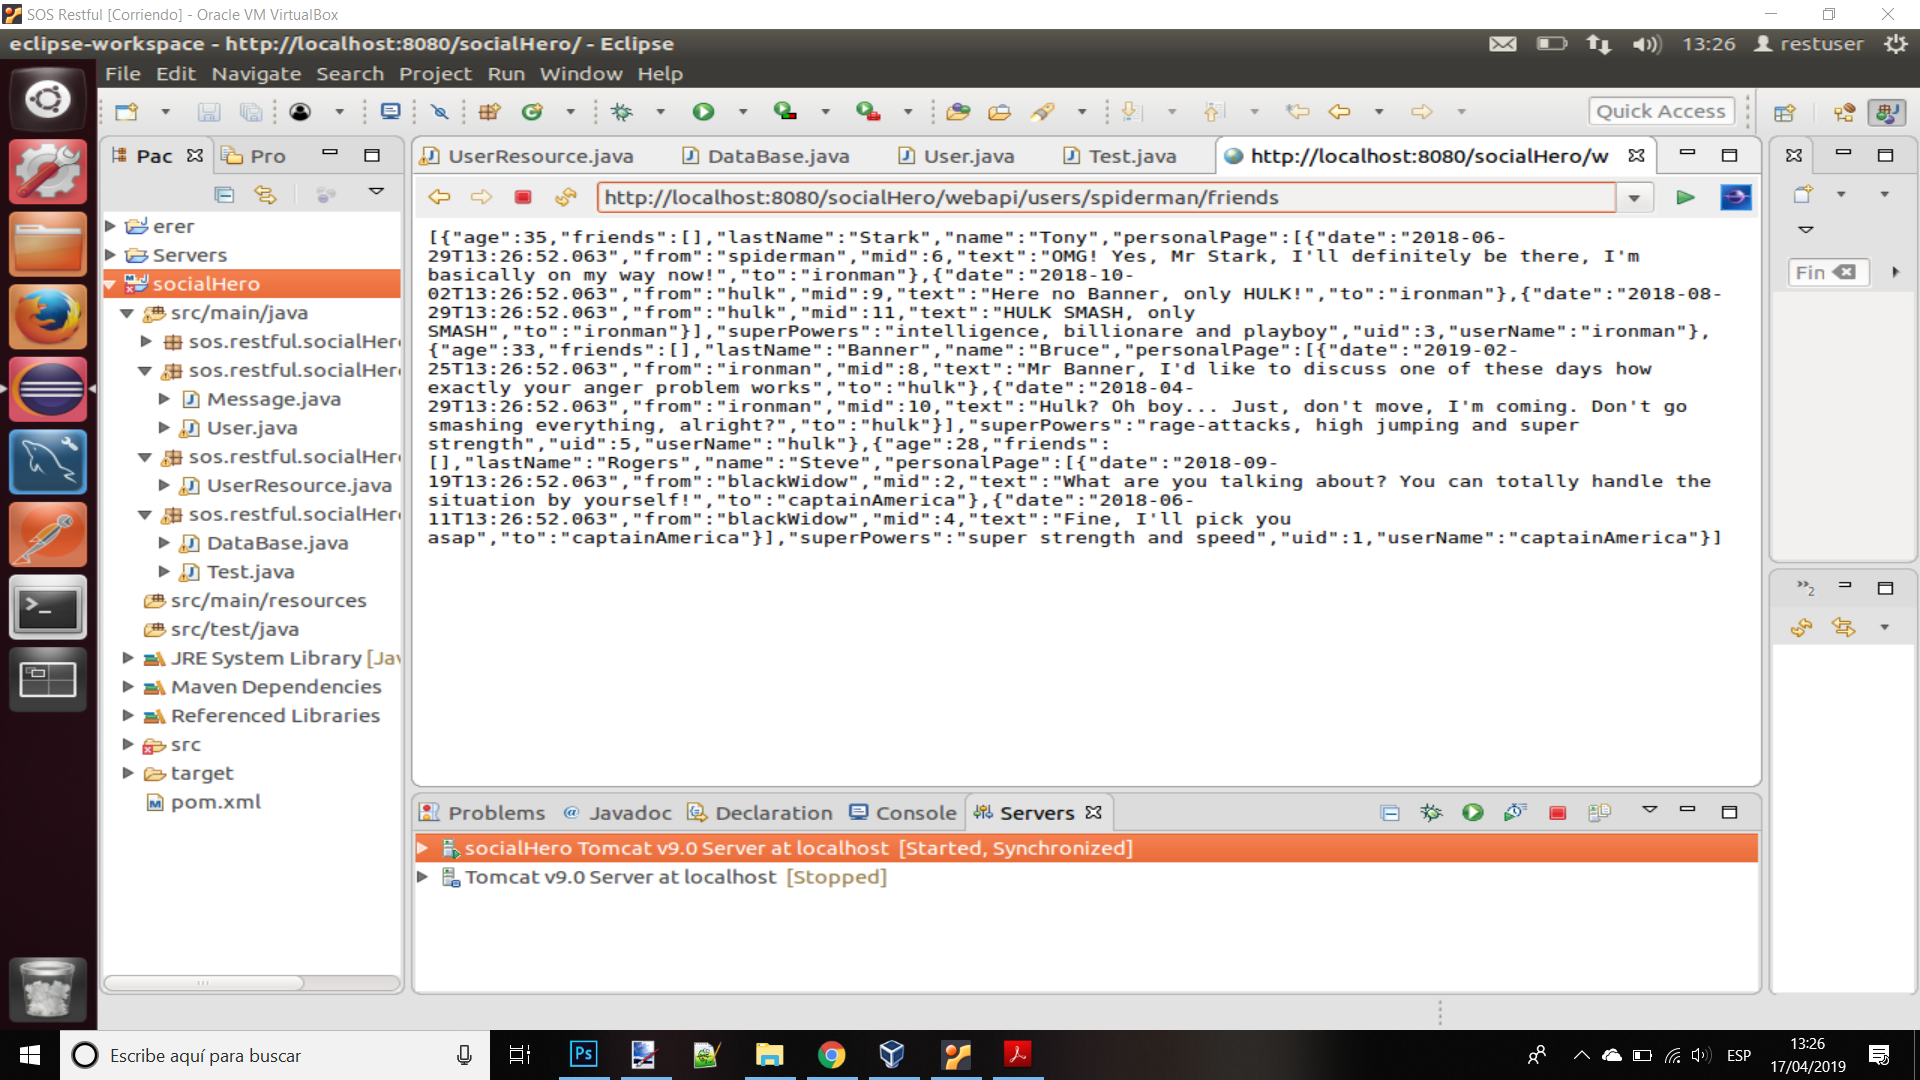 SOS Restful [Corriendo] - Oracle VM VirtualBox
eclipse-workspace - http://localhost:8080/socialHero/ - Eclipse
13:26 restuser
File Edit Navigate Search Project Run Window Help
Quick Access
Pac Pro
UserResource.java DataBase.java User.java Test.java http://localhost:8080/socialHero/w
http://localhost:8080/socialHero/webapi/users/spiderman/friends
erer
Servers
socialHero
src/main/java
sos.restful.socialHer
sos.restful.socialHer
Message.java
User.java
sos.restful.socialHer
UserResource.java
sos.restful.socialHer
DataBase.java
Test.java
src/main/resources
src/test/java
JRE System Library [Jav
Maven Dependencies
Referenced Libraries
src
target
pom.xml
[{"age":35,"friends":[],"lastName":"Stark","name":"Tony","personalPage":[{"date":"2018-06-
29T13:26:52.063","from":"spiderman","mid":6,"text":"OMG! Yes, Mr Stark, I'll definitely be there, I'm
basically on my way now!","to":"ironman"},{"date":"2018-10-
02T13:26:52.063","from":"hulk","mid":9,"text":"Here no Banner, only HULK!","to":"ironman"},{"date":"2018-08-
29T13:26:52.063","from":"hulk","mid":11,"text":"HULK SMASH, only
SMASH","to":"ironman"}],"superPowers":"intelligence, billionare and playboy","uid":3,"userName":"ironman"},
{"age":33,"friends":[],"lastName":"Banner","name":"Bruce","personalPage":[{"date":"2019-02-
25T13:26:52.063","from":"ironman","mid":8,"text":"Mr Banner, I'd like to discuss one of these days how
exactly your anger problem works","to":"hulk"},{"date":"2018-04-
29T13:26:52.063","from":"ironman","mid":10,"text":"Hulk? Oh boy... Just, don't move, I'm coming. Don't go
smashing everything, alright?","to":"hulk"}],"superPowers":"rage-attacks, high jumping and super
strength","uid":5,"userName":"hulk"},{"age":28,"friends":
[],"lastName":"Rogers","name":"Steve","personalPage":[{"date":"2018-09-
19T13:26:52.063","from":"blackWidow","mid":2,"text":"What are you talking about? You can totally handle the
situation by yourself!","to":"captainAmerica"},{"date":"2018-06-
11T13:26:52.063","from":"blackWidow","mid":4,"text":"Fine, I'll pick you
asap","to":"captainAmerica"}],"superPowers":"super strength and speed","uid":1,"userName":"captainAmerica"}]
Fin
»2
Problems Javadoc Declaration Console Servers
socialHero Tomcat v9.0 Server at localhost [Started, Synchronized]
Tomcat v9.0 Server at localhost [Stopped]
Escribe aquí para buscar
Ps
ESP
13:26
17/04/2019